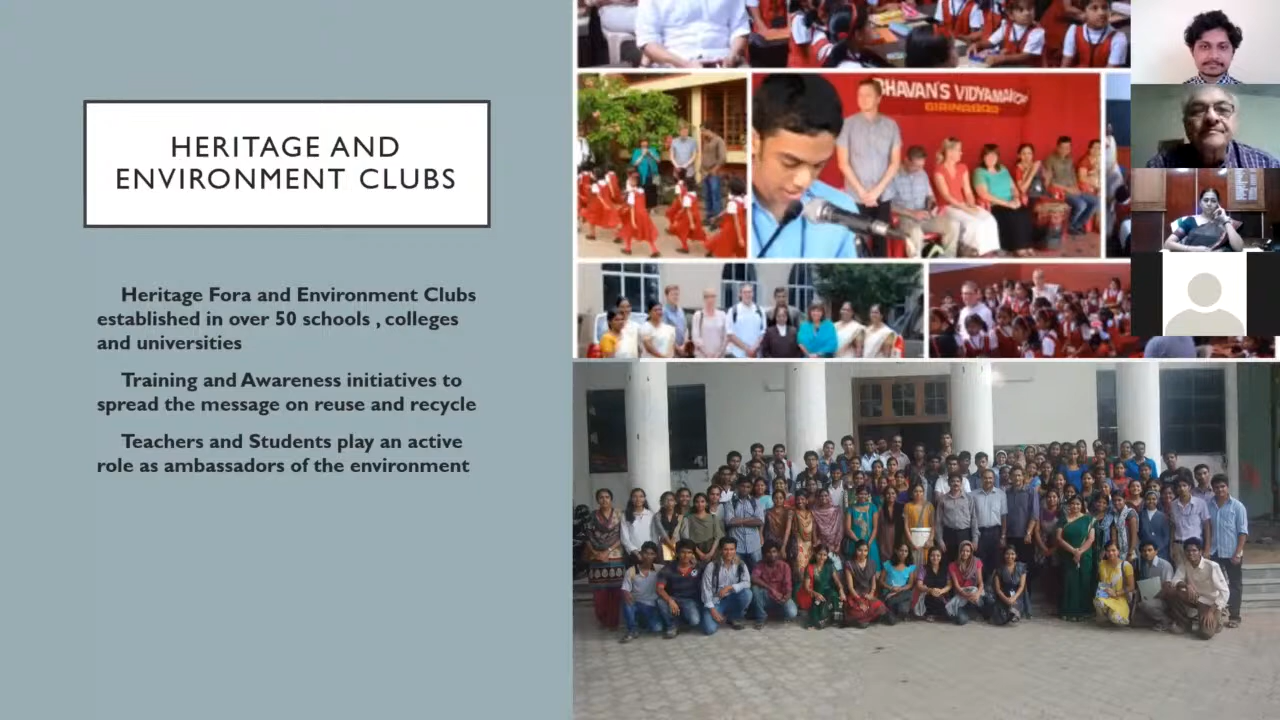 HERITAGE AND
ENVIRONMENT CLUBS
Heritage Fora and Environment Clubs
established in over 50 schools , colleges
and universities
Training and Awareness initiatives to
spread the message on reuse and recycle
Teachers and Students play an active
role as ambassadors of the environment
BHAVAN'S VIDYAMANDIR
GIRINAGAR